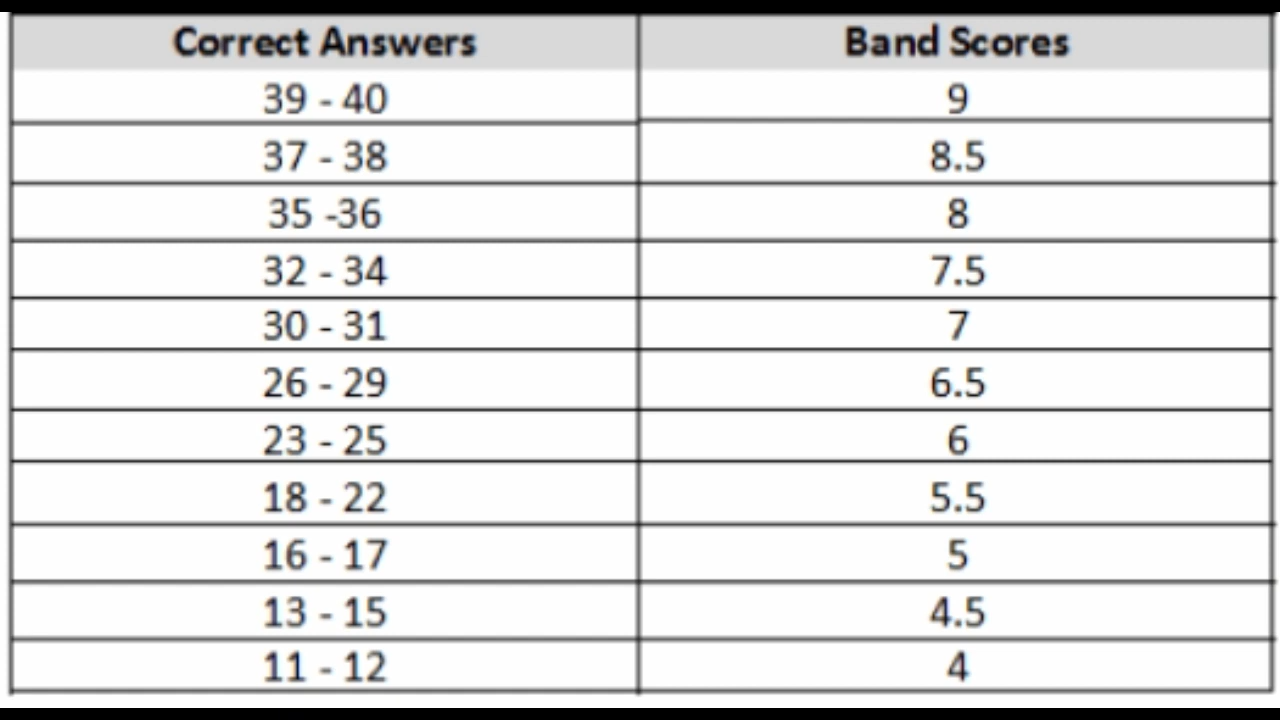 Correct Answers Band Scores
39 - 40 9
37 - 38 8.5
35 -36 8
32 - 34 7.5
30 - 31 7
26 - 29 6.5
23 - 25 6
18 - 22 5.5
16 - 17 5
13 - 15 4.5
11 - 12 4